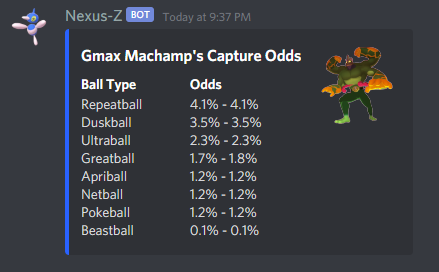 Nexus-Z BOT Today at 9:37 PM
Gmax Machamp's Capture Odds
Ball Type Odds
Repeatball 4.1% - 4.1%
Duskball 3.5% - 3.5%
Ultraball 2.3% - 2.3%
Greatball 1.7% - 1.8%
Apriball 1.2% - 1.2%
Netball 1.2% - 1.2%
Pokeball 1.2% - 1.2%
Beastball 0.1% - 0.1%